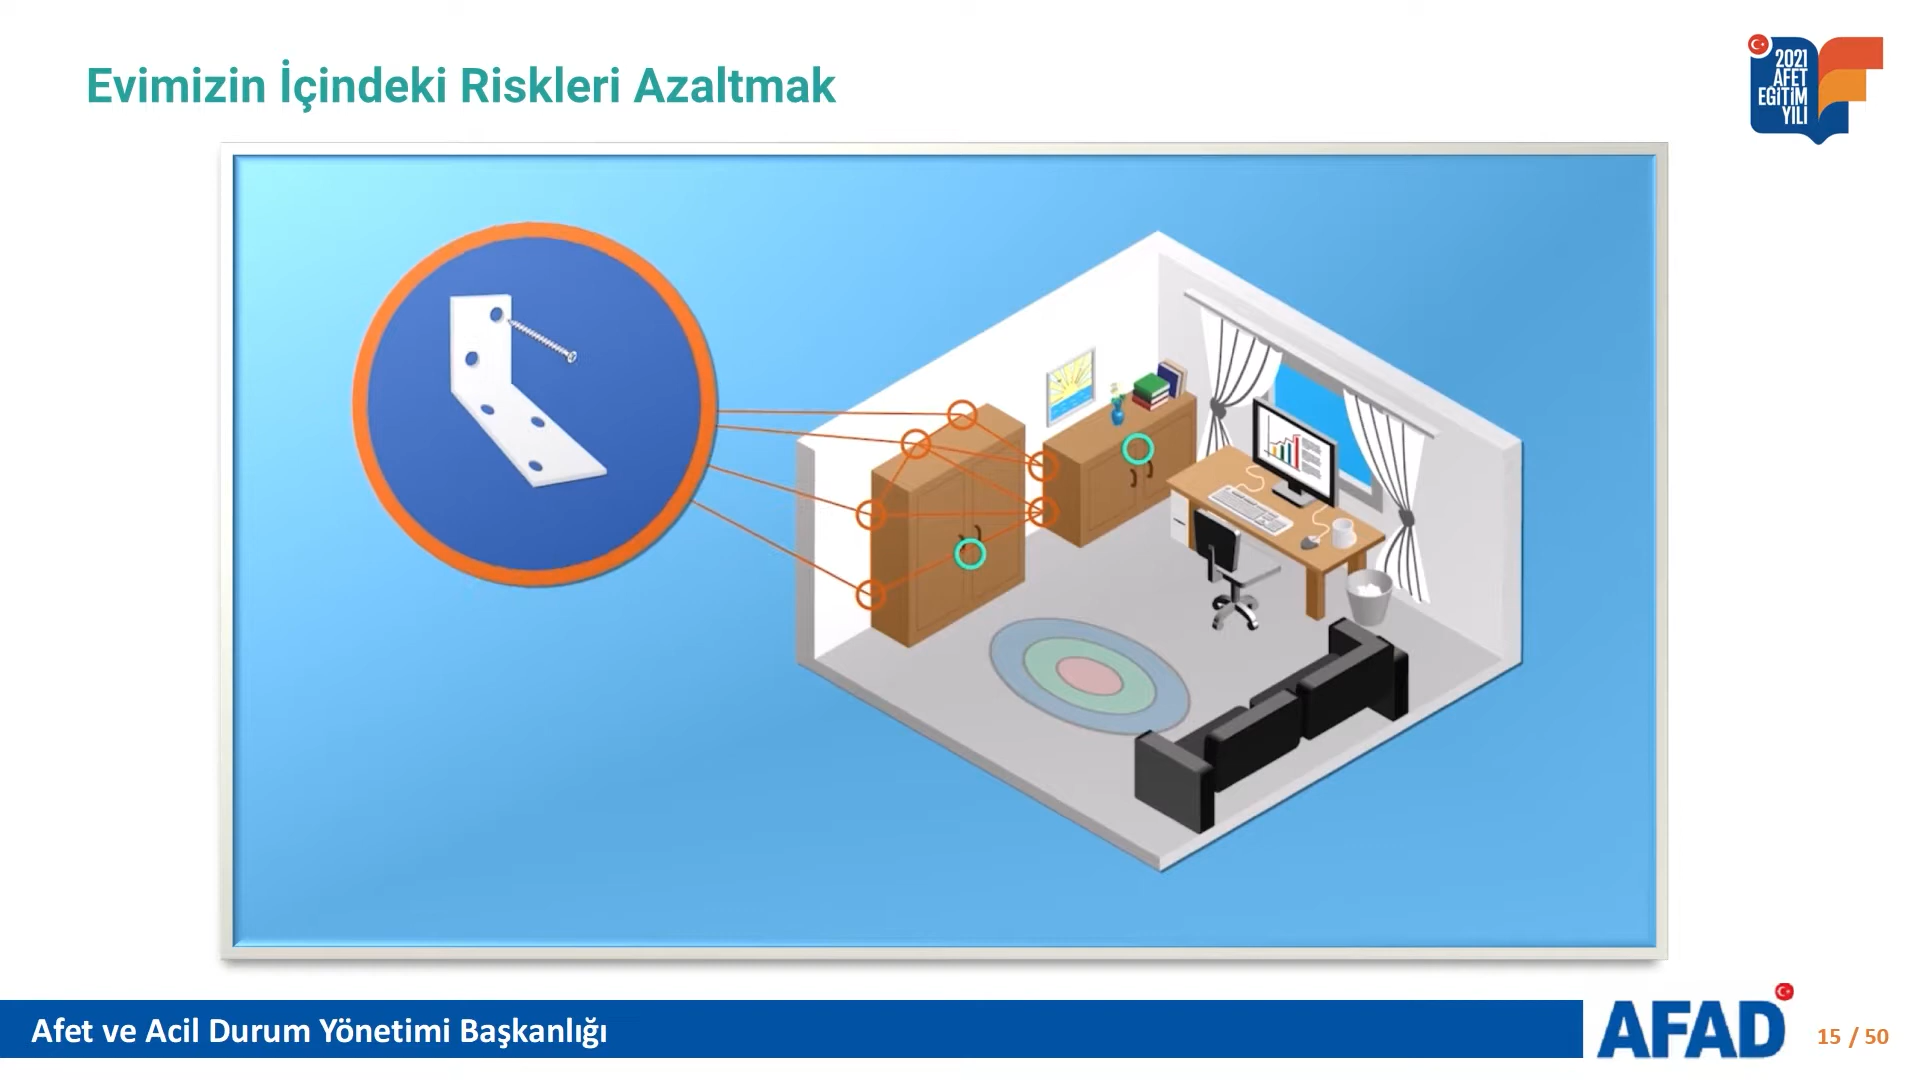 Evimizin İçindeki Riskleri Azaltmak
2021
AFET
EĞİTİM
YILI
Afet ve Acil Durum Yönetimi Başkanlığı
AFAD
15 / 50